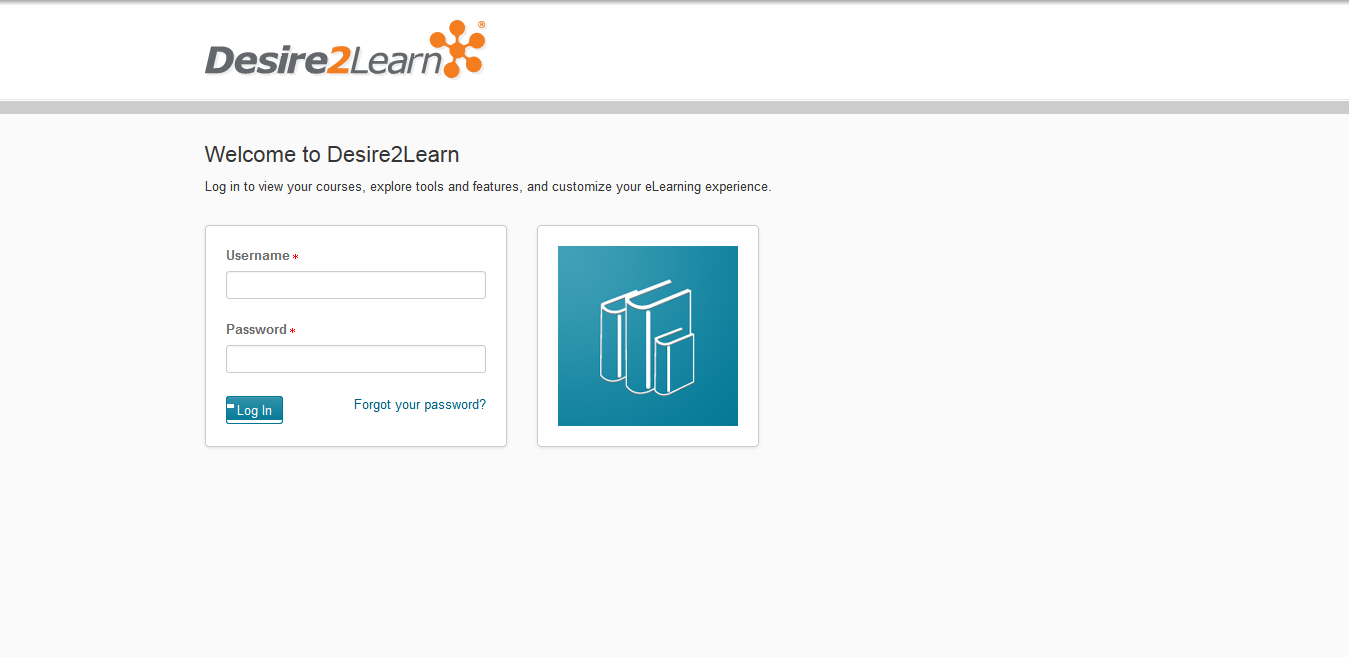 Desire2Learn®
Welcome to Desire2Learn
Log in to view your courses, explore tools and features, and customize your eLearning experience.
Username *
Password *
Log In
Forgot your password?